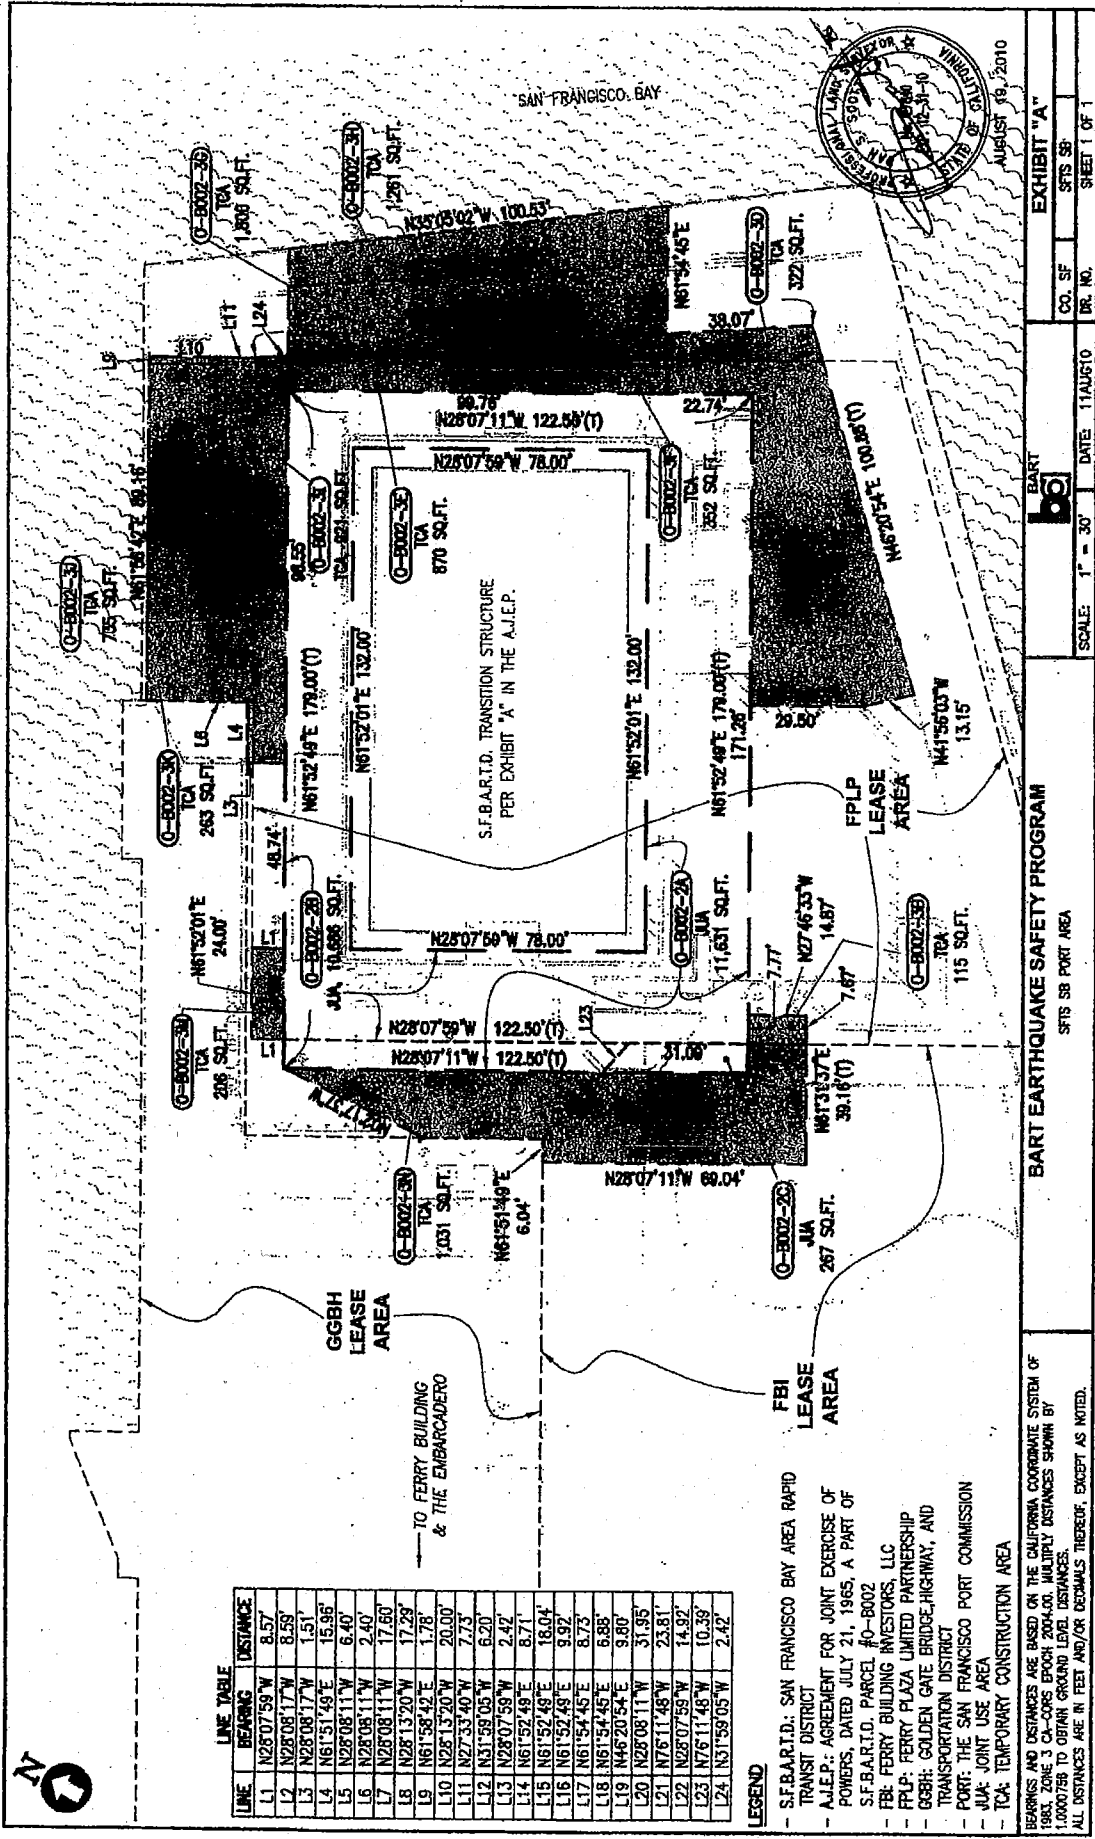 N
LINE TABLE
LINE BEARING DISTANCE
L1 N28°07'59"W 8.57'
L2 N28°08'17"W 8.59'
L3 N28°08'17"W 1.51'
L4 N61°51'49"E 15.96'
L5 N28°08'11"W 6.40'
L6 N28°08'11"W 2.40'
L7 N28°08'11"W 17.60'
L8 N28°13'20"W 17.29'
L9 N61°58'42"E 1.78'
L10 N28°13'20"W 20.00'
L11 N27°33'40"W 7.73'
L12 N31°59'05"W 6.20'
L13 N28°07'59"W 2.42'
L14 N61°52'49"E 8.71'
L15 N61°52'49"E 18.04'
L16 N61°52'49"E 9.92'
L17 N61°54'45"E 8.73'
L18 N61°54'45"E 6.88'
L19 N46°20'54"E 9.80'
L20 N28°08'11"W 31.95'
L21 N76°11'48"W 23.81'
L22 N28°07'59"W 14.92'
L23 N76°11'48"W 10.39'
L24 N31°59'05"W 2.42'
LEGEND
- S.F.B.A.R.T.D.: SAN FRANCISCO BAY AREA RAPID
TRANSIT DISTRICT
- A.J.E.P.: AGREEMENT FOR JOINT EXERCISE OF
POWERS, DATED JULY 21, 1965, A PART OF
S.F.B.A.R.T.D. PARCEL #O-B002
- FBI: FERRY BUILDING INVESTORS, LLC
- FPLP: FERRY PLAZA LIMITED PARTNERSHIP
- GGBH: GOLDEN GATE BRIDGE, HIGHWAY, AND
TRANSPORTATION DISTRICT
- PORT: THE SAN FRANCISCO PORT COMMISSION
- JUA: JOINT USE AREA
- TCA: TEMPORARY CONSTRUCTION AREA
TO FERRY BUILDING
& THE EMBARCADERO
GGBH
LEASE
AREA
FBI
LEASE
AREA
FPLP
LEASE
AREA
O-B002-3M
TCA
206 SQ.FT.
N61°52'01"E
24.00'
L1
O-B002-3N
TCA
1,031 SQ.FT.
N61°51'49"E
6.04'
N28°07'11"W 69.04'
O-B002-2C
JUA
267 SQ.FT.
N61°31'37"E
39.16'(T)
N28°07'59"W 122.50'(T)
N28°07'11"W 122.50'(T)
L23
31.09'
7.77'
N27°46'33"W
14.87'
7.67'
O-B002-3B
TCA
115 SQ.FT.
O-B002-2B
JUA
10,686 SQ.FT.
O-B002-2A
JUA
11,631 SQ.FT.
48.74'
O-B002-3K
TCA
263 SQ.FT.
L3
L4
L6
N61°52'49"E 179.00'(T)
N61°52'01"E 132.00'
N28°07'59"W 78.00'
S.F.B.A.R.T.D. TRANSITION STRUCTURE
PER EXHIBIT "A" IN THE A.J.E.P.
N28°07'59"W 78.00'
N61°52'01"E 132.00'
N61°52'49"E 179.00'(T)
171.26'
29.50'
N41°56'03"W
13.15'
O-B002-3J
TCA
735 SQ.FT.
N61°58'42"E 89.16'
98.55'
O-B002-3L
TCA 621 SQ.FT.
O-B002-3E
TCA
870 SQ.FT.
O-B002-3F
TCA
352 SQ.FT.
99.76'
N28°07'11"W 122.50'(T)
22.74'
N46°20'54"E 100.88'(T)
L9
L10
L11
L24
O-B002-3G
TCA
1,808 SQ.FT.
O-B002-3H
TCA
1,261 SQ.FT.
N35°05'02"W 100.53'
N61°54'45"E
38.07'
O-B002-3D
TCA
322 SQ.FT.
SAN FRANCISCO BAY
PROFESSIONAL LAND SURVEYOR
STATE OF CALIFORNIA
AUGUST 19, 2010
BEARINGS AND DISTANCES ARE BASED ON THE CALIFORNIA COORDINATE SYSTEM OF
1983, ZONE 3 CA-CORS EPOCH 2004.00. MULTIPLY DISTANCES SHOWN BY
1.0000756 TO OBTAIN GROUND LEVEL DISTANCES.
ALL DISTANCES ARE IN FEET AND/OR DECIMALS THEREOF, EXCEPT AS NOTED.
BART EARTHQUAKE SAFETY PROGRAM
SFTS SB PORT AREA
BART
SCALE: 1" = 30'
DATE: 11AUG10
EXHIBIT "A"
CO. SF
SFTS SB
DR. NO.
SHEET 1 OF 1